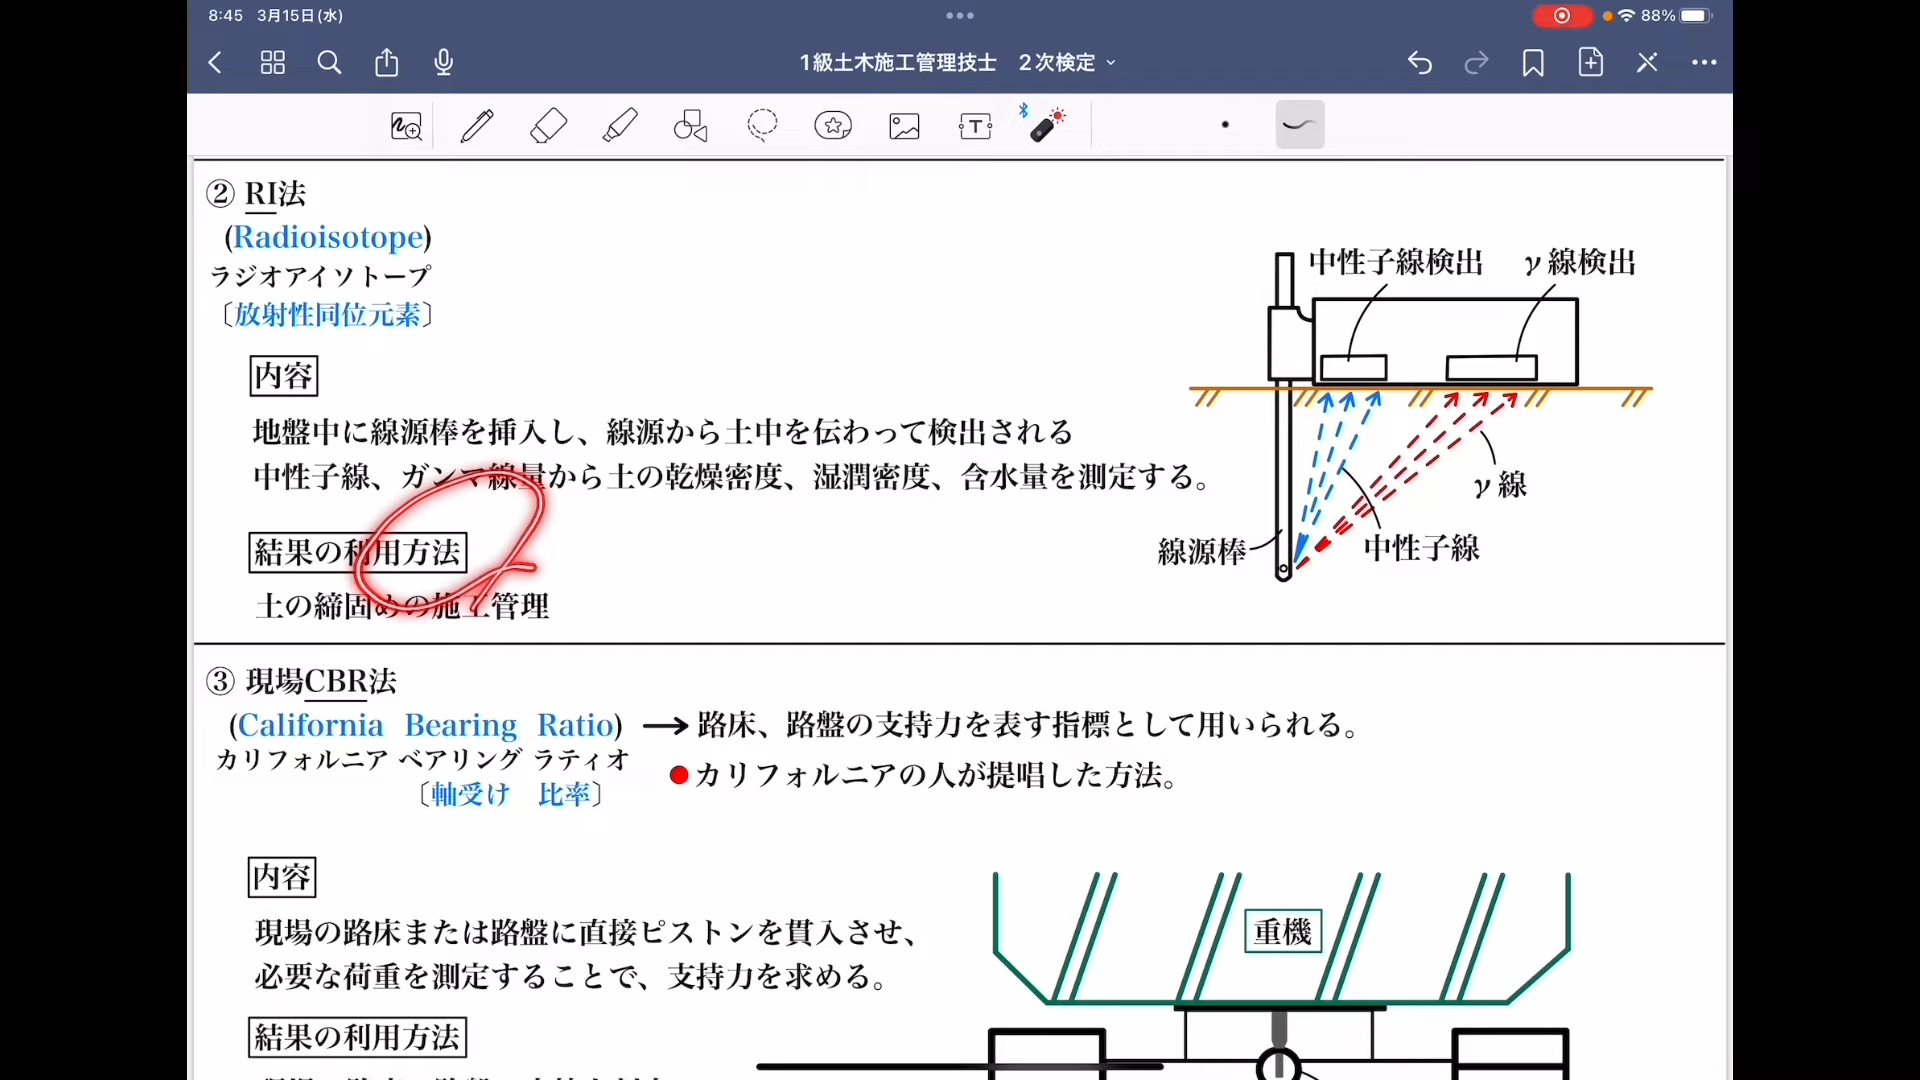 8:45 3月15日(水)
88%
1級土木施工管理技士 2次検定
② RI法
(Radioisotope)
ラジオアイソトープ
〔放射性同位元素〕
内容
地盤中に線源棒を挿入し、線源から土中を伝わって検出される
中性子線、ガンマ線量から土の乾燥密度、湿潤密度、含水量を測定する。
結果の利用方法
土の締固めの施工管理
中性子線検出 γ線検出
γ線
線源棒
中性子線
③ 現場CBR法
(California Bearing Ratio) → 路床、路盤の支持力を表す指標として用いられる。
カリフォルニア ベアリング ラティオ
〔軸受け 比率〕
●カリフォルニアの人が提唱した方法。
内容
現場の路床または路盤に直接ピストンを貫入させ、
必要な荷重を測定することで、支持力を求める。
結果の利用方法
重機